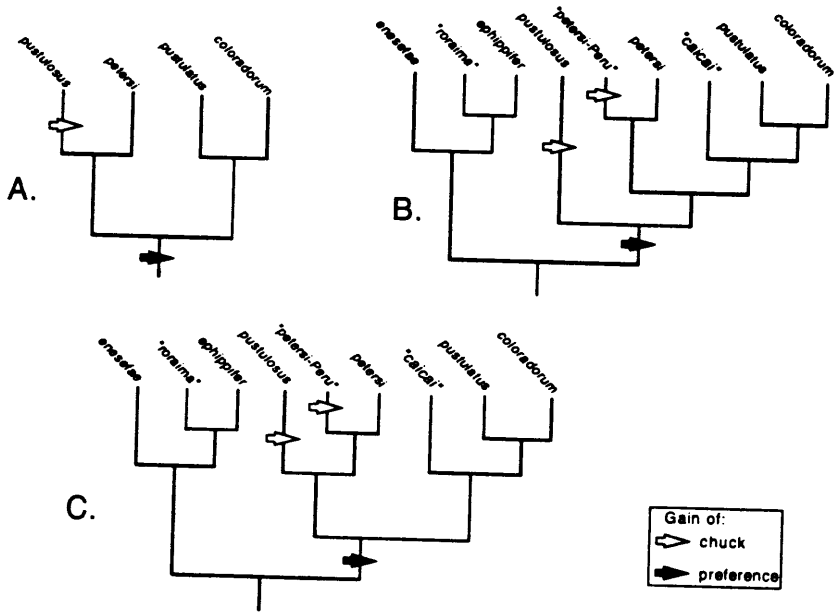 pustulosus
petersi
pustulatus
coloradorum
A.
enesefae
"roraima"
ephippifer
pustulosus
"petersi-Peru"
petersi
"caicai"
pustulatus
coloradorum
B.
enesefae
"roraima"
ephippifer
pustulosus
"petersi-Peru"
petersi
"caicai"
pustulatus
coloradorum
C.
Gain of:
chuck
preference